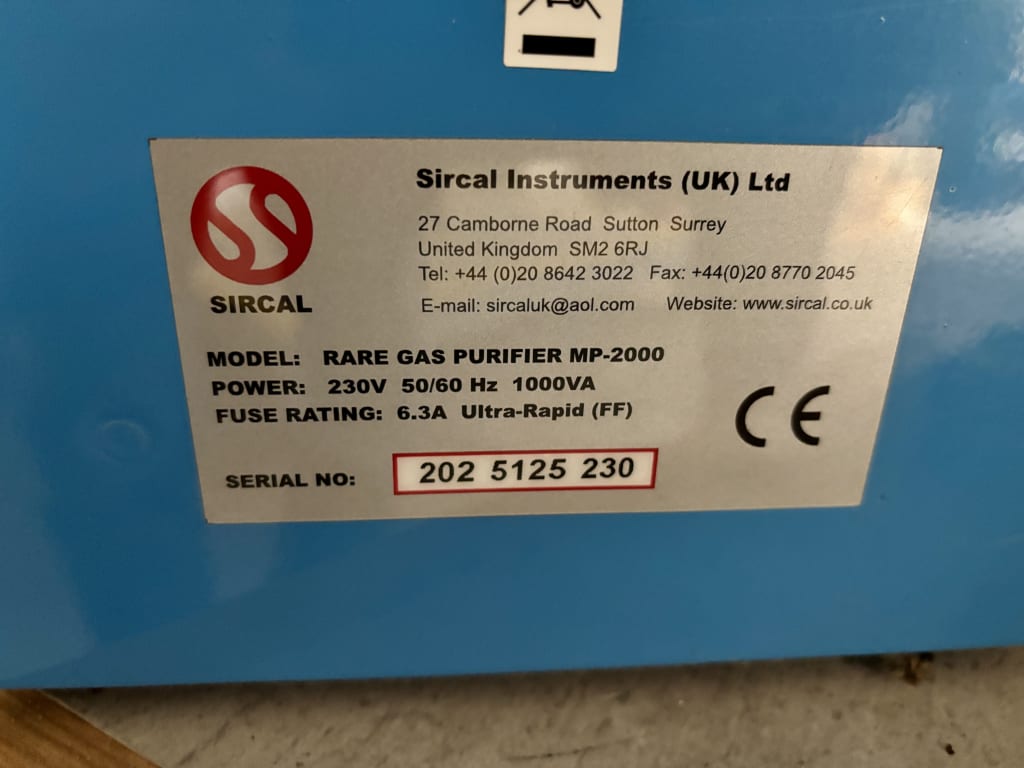 Sircal Instruments (UK) Ltd
27 Camborne Road Sutton Surrey
United Kingdom SM2 6RJ
Tel: +44 (0)20 8642 3022 Fax: +44(0)20 8770 2045
E-mail: sircaluk@aol.com Website: www.sircal.co.uk
SIRCAL
MODEL: RARE GAS PURIFIER MP-2000
POWER: 230V 50/60 Hz 1000VA
FUSE RATING: 6.3A Ultra-Rapid (FF)
CE
SERIAL NO: 202 5125 230